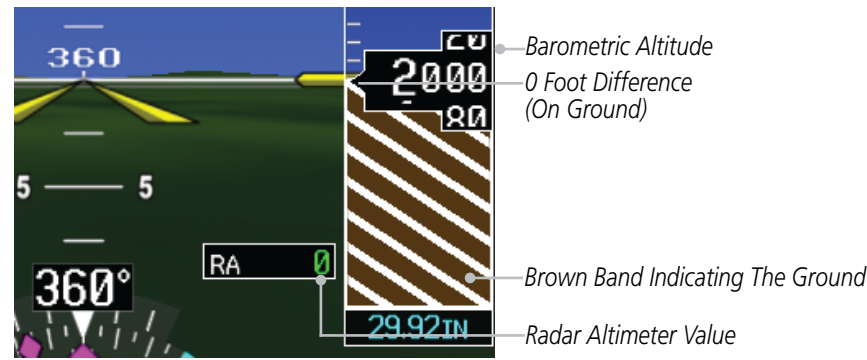 360
20
2000
80
5 5
RA 0
360°
29.92IN
Barometric Altitude
0 Foot Difference
(On Ground)
Brown Band Indicating The Ground
Radar Altimeter Value